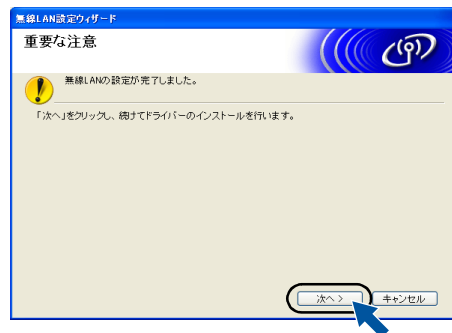 無線LAN設定ウィザード
重要な注意
無線LANの設定が完了しました。
「次へ」をクリックし、続けてドライバーのインストールを行います。
次へ >
キャンセル